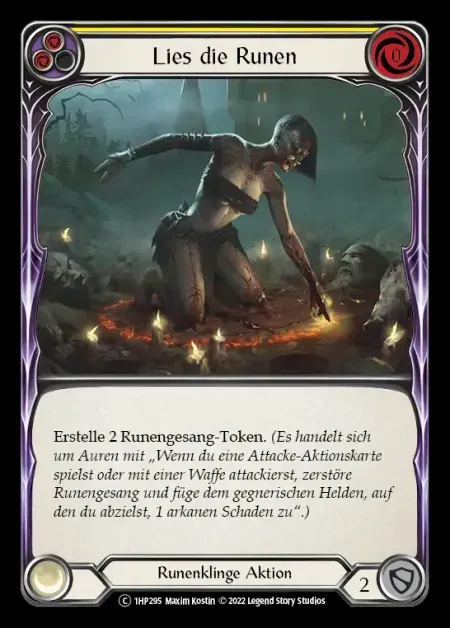 Lies die Runen
0
Erstelle 2 Runengesang-Token. (Es handelt sich
um Auren mit „Wenn du eine Attacke-Aktionskarte
spielst oder mit einer Waffe attackierst, zerstöre
Runengesang und füge dem gegnerischen Helden, auf
den du abzielst, 1 arkanen Schaden zu“.)
Runenklinge Aktion
2
C 1HP295 Maxim Kostin © 2022 Legend Story Studios